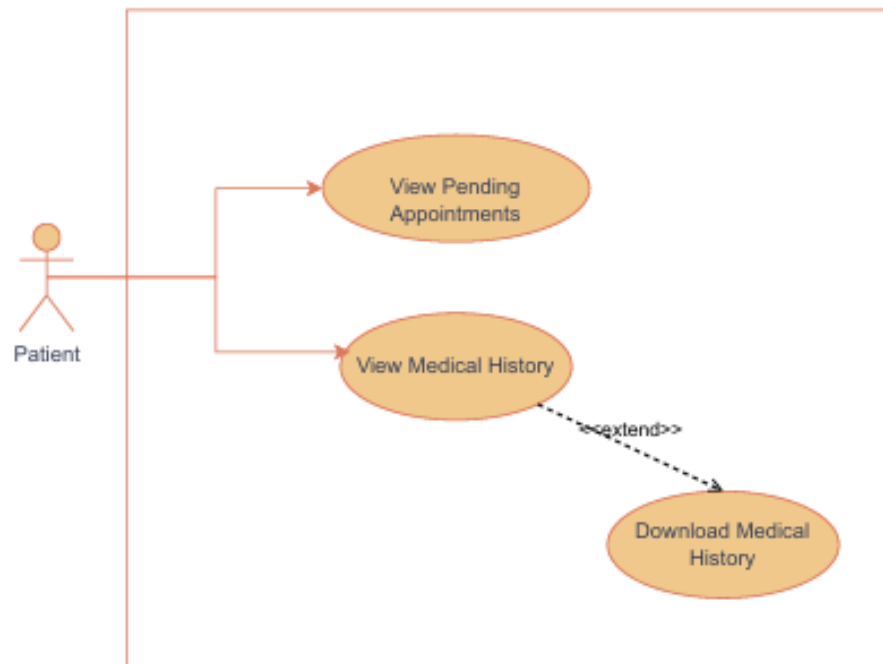 View Pending
Appointments
Patient
View Medical History
<<extend>>
Download Medical
History